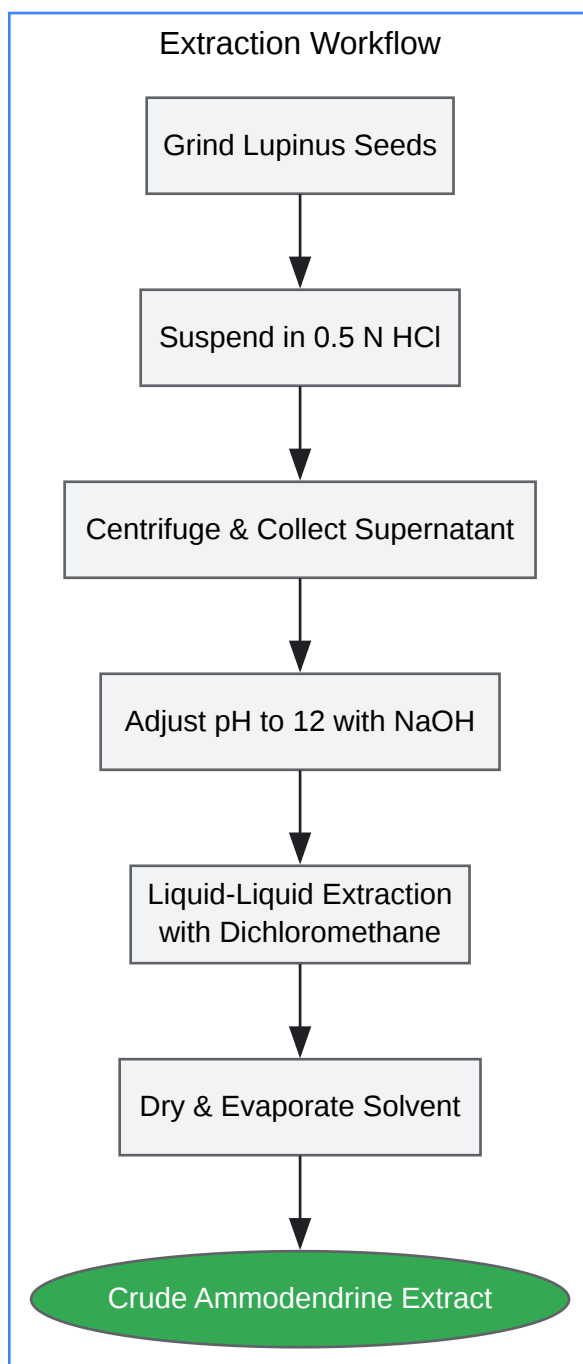 Extraction Workflow
Grind Lupinus Seeds
Suspend in 0.5 N HCl
Centrifuge & Collect Supernatant
Adjust pH to 12 with NaOH
Liquid-Liquid Extraction
with Dichloromethane
Dry & Evaporate Solvent
Crude Ammodendrine Extract